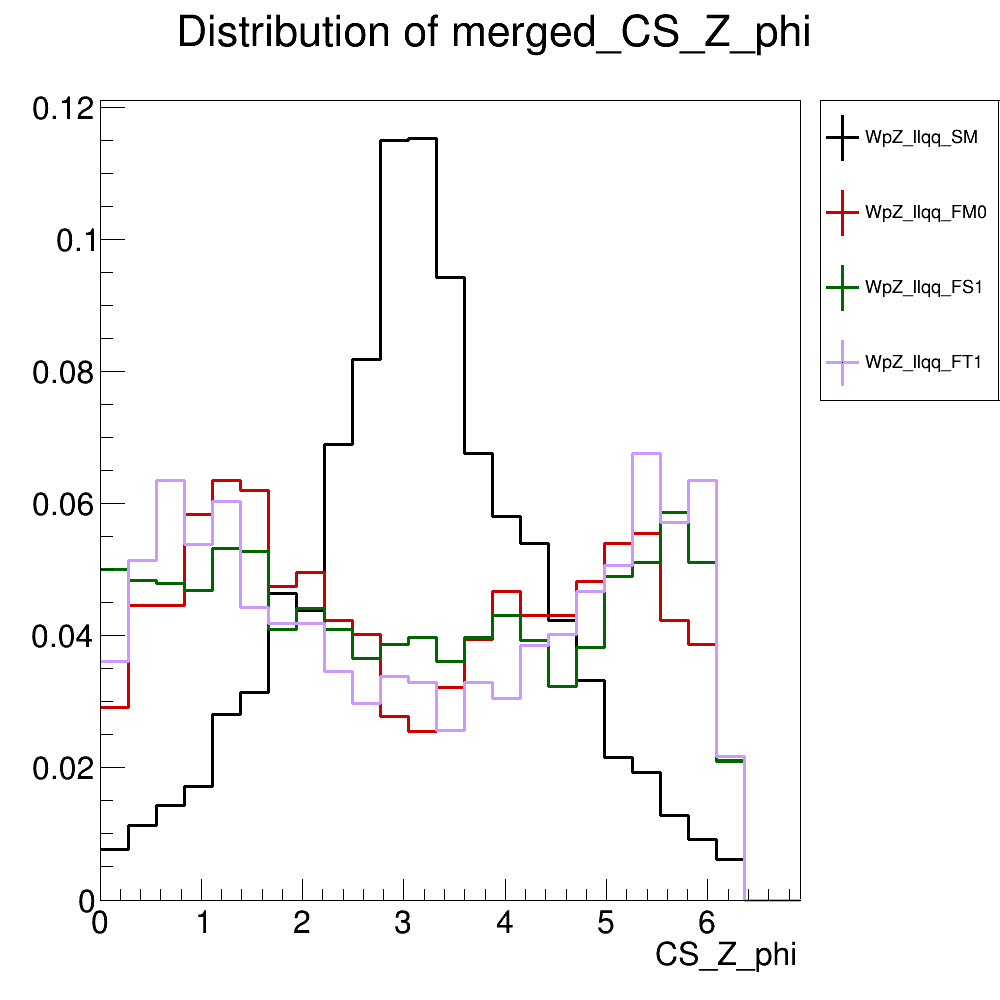 Distribution of merged_CS_Z_phi
0.12
0.1
0.08
0.06
0.04
0.02
0
0 1 2 3 4 5 6
CS_Z_phi
WpZ_llqq_SM
WpZ_llqq_FM0
WpZ_llqq_FS1
WpZ_llqq_FT1